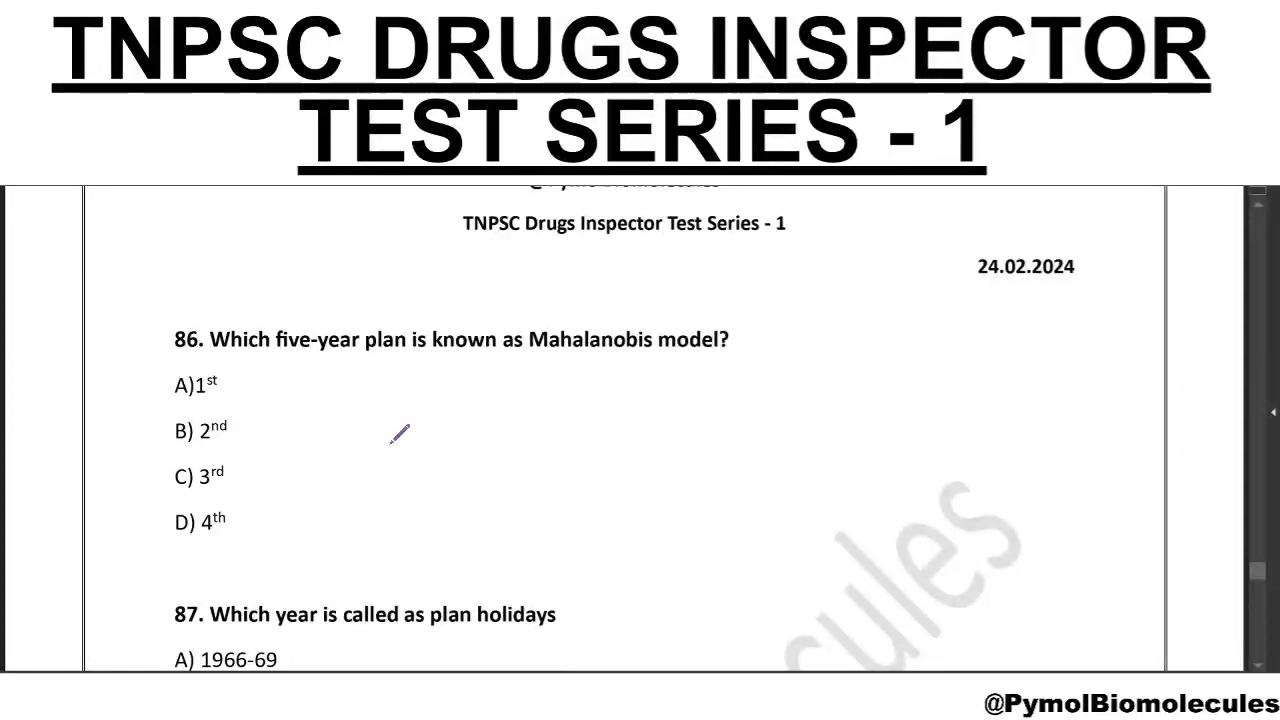 TNPSC DRUGS INSPECTOR
TEST SERIES - 1
TNPSC Drugs Inspector Test Series - 1
24.02.2024
86. Which five-year plan is known as Mahalanobis model?
A)1st
B) 2nd
C) 3rd
D) 4th
87. Which year is called as plan holidays
A) 1966-69
cules
@PymolBiomolecules